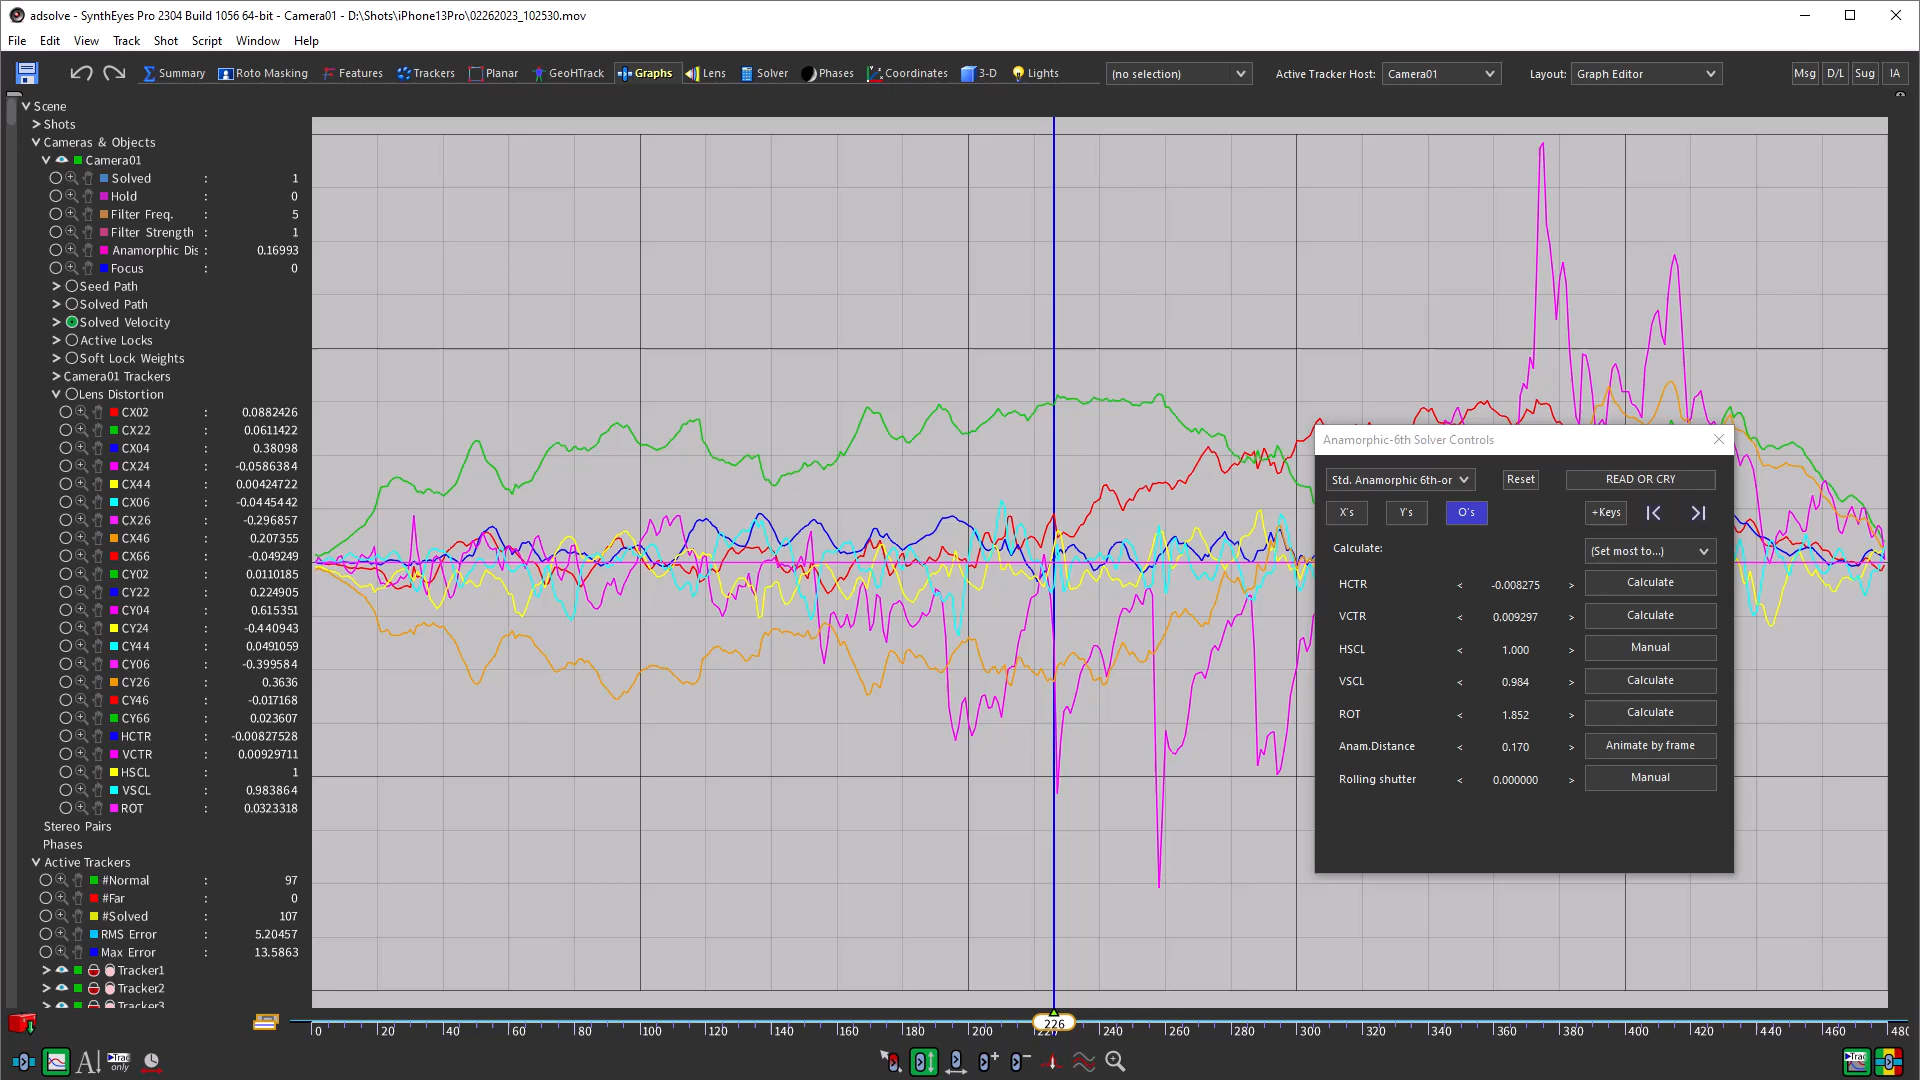 adsolve - SynthEyes Pro 2304 Build 1056 64-bit - Camera01 - D:\Shots\iPhone13Pro\02262023_102530.mov
File Edit View Track Shot Script Window Help
Summary Roto Masking Features Trackers Planar GeoHTrack Graphs Lens Solver Phases Coordinates 3-D Lights (no selection) Active Tracker Host: Camera01 Layout: Graph Editor Msg D/L Sug IA
Scene
Shots
Cameras & Objects
Camera01
Solved : 1
Hold : 0
Filter Freq. : 5
Filter Strength : 1
Anamorphic Dis : 0.16993
Focus : 0
Seed Path
Solved Path
Solved Velocity
Active Locks
Soft Lock Weights
Camera01 Trackers
Lens Distortion
CX02 : 0.0882426
CX22 : 0.0611422
CX04 : 0.38098
CX24 : -0.0586384
CX44 : 0.00424722
CX06 : -0.0445442
CX26 : -0.296857
CX46 : 0.207355
CX66 : -0.049249
CY02 : 0.0110185
CY22 : 0.224905
CY04 : 0.615351
CY24 : -0.440943
CY44 : 0.0491059
CY06 : -0.399584
CY26 : 0.3636
CY46 : -0.017168
CY66 : 0.023607
HCTR : -0.00827528
VCTR : 0.00929711
HSCL : 1
VSCL : 0.983864
ROT : 0.0323318
Stereo Pairs
Phases
Active Trackers
#Normal : 97
#Far : 0
#Solved : 107
RMS Error : 5.20457
Max Error : 13.5863
Tracker1
Tracker2
Tracker3
Anamorphic-6th Solver Controls
Std. Anamorphic 6th-or Reset READ OR CRY
X's Y's O's +Keys
Calculate: (Set most to...)
HCTR < -0.008275 > Calculate
VCTR < 0.009297 > Calculate
HSCL < 1.000 > Manual
VSCL < 0.984 > Calculate
ROT < 1.852 > Calculate
Anam.Distance < 0.170 > Animate by frame
Rolling shutter < 0.000000 > Manual
0 20 40 60 80 100 120 140 160 180 200 226 240 260 280 300 320 340 360 380 400 420 440 460 480
A Trac only
Trac